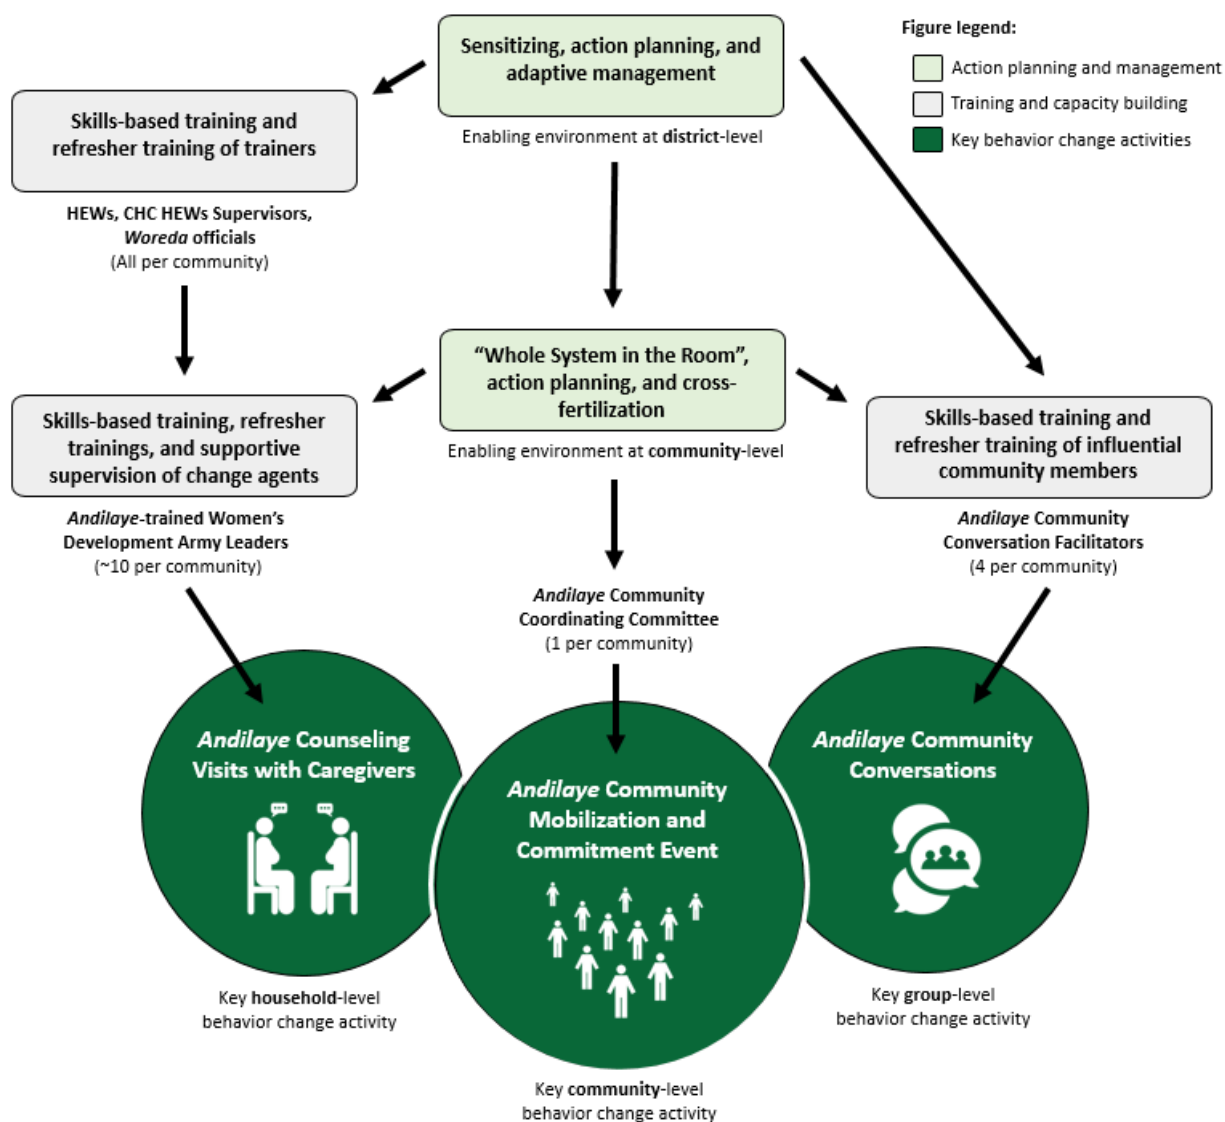 Sensitizing, action planning, and
adaptive management
Enabling environment at district-level
Figure legend:
Action planning and management
Training and capacity building
Key behavior change activities
Skills-based training and
refresher training of trainers
HEWs, CHC HEWs Supervisors,
Woreda officials
(All per community)
“Whole System in the Room”,
action planning, and cross-
fertilization
Enabling environment at community-level
Skills-based training, refresher
trainings, and supportive
supervision of change agents
Andilaye-trained Women’s
Development Army Leaders
(~10 per community)
Skills-based training and
refresher training of influential
community members
Andilaye Community
Conversation Facilitators
(4 per community)
Andilaye Community
Coordinating Committee
(1 per community)
Andilaye Counseling
Visits with Caregivers
Andilaye Community
Mobilization and
Commitment Event
Andilaye Community
Conversations
Key household-level
behavior change activity
Key community-level
behavior change activity
Key group-level
behavior change activity